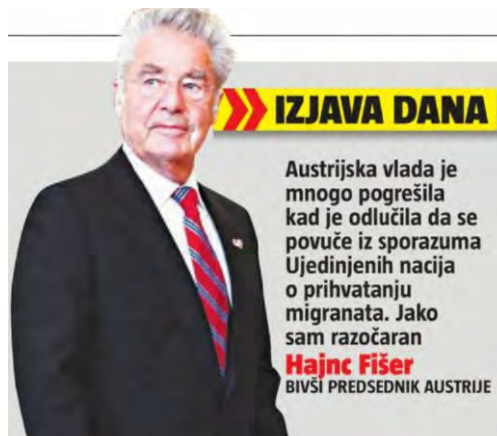 IZJAVA DANA
Austrijska vlada je
mnogo pogrešila
kad je odlučila da se
povuče iz sporazuma
Ujedinjenih nacija
o prihvatanju
migranata. Jako
sam razočaran
Hajnc Fišer
BIVŠI PREDSEDNIK AUSTRIJE